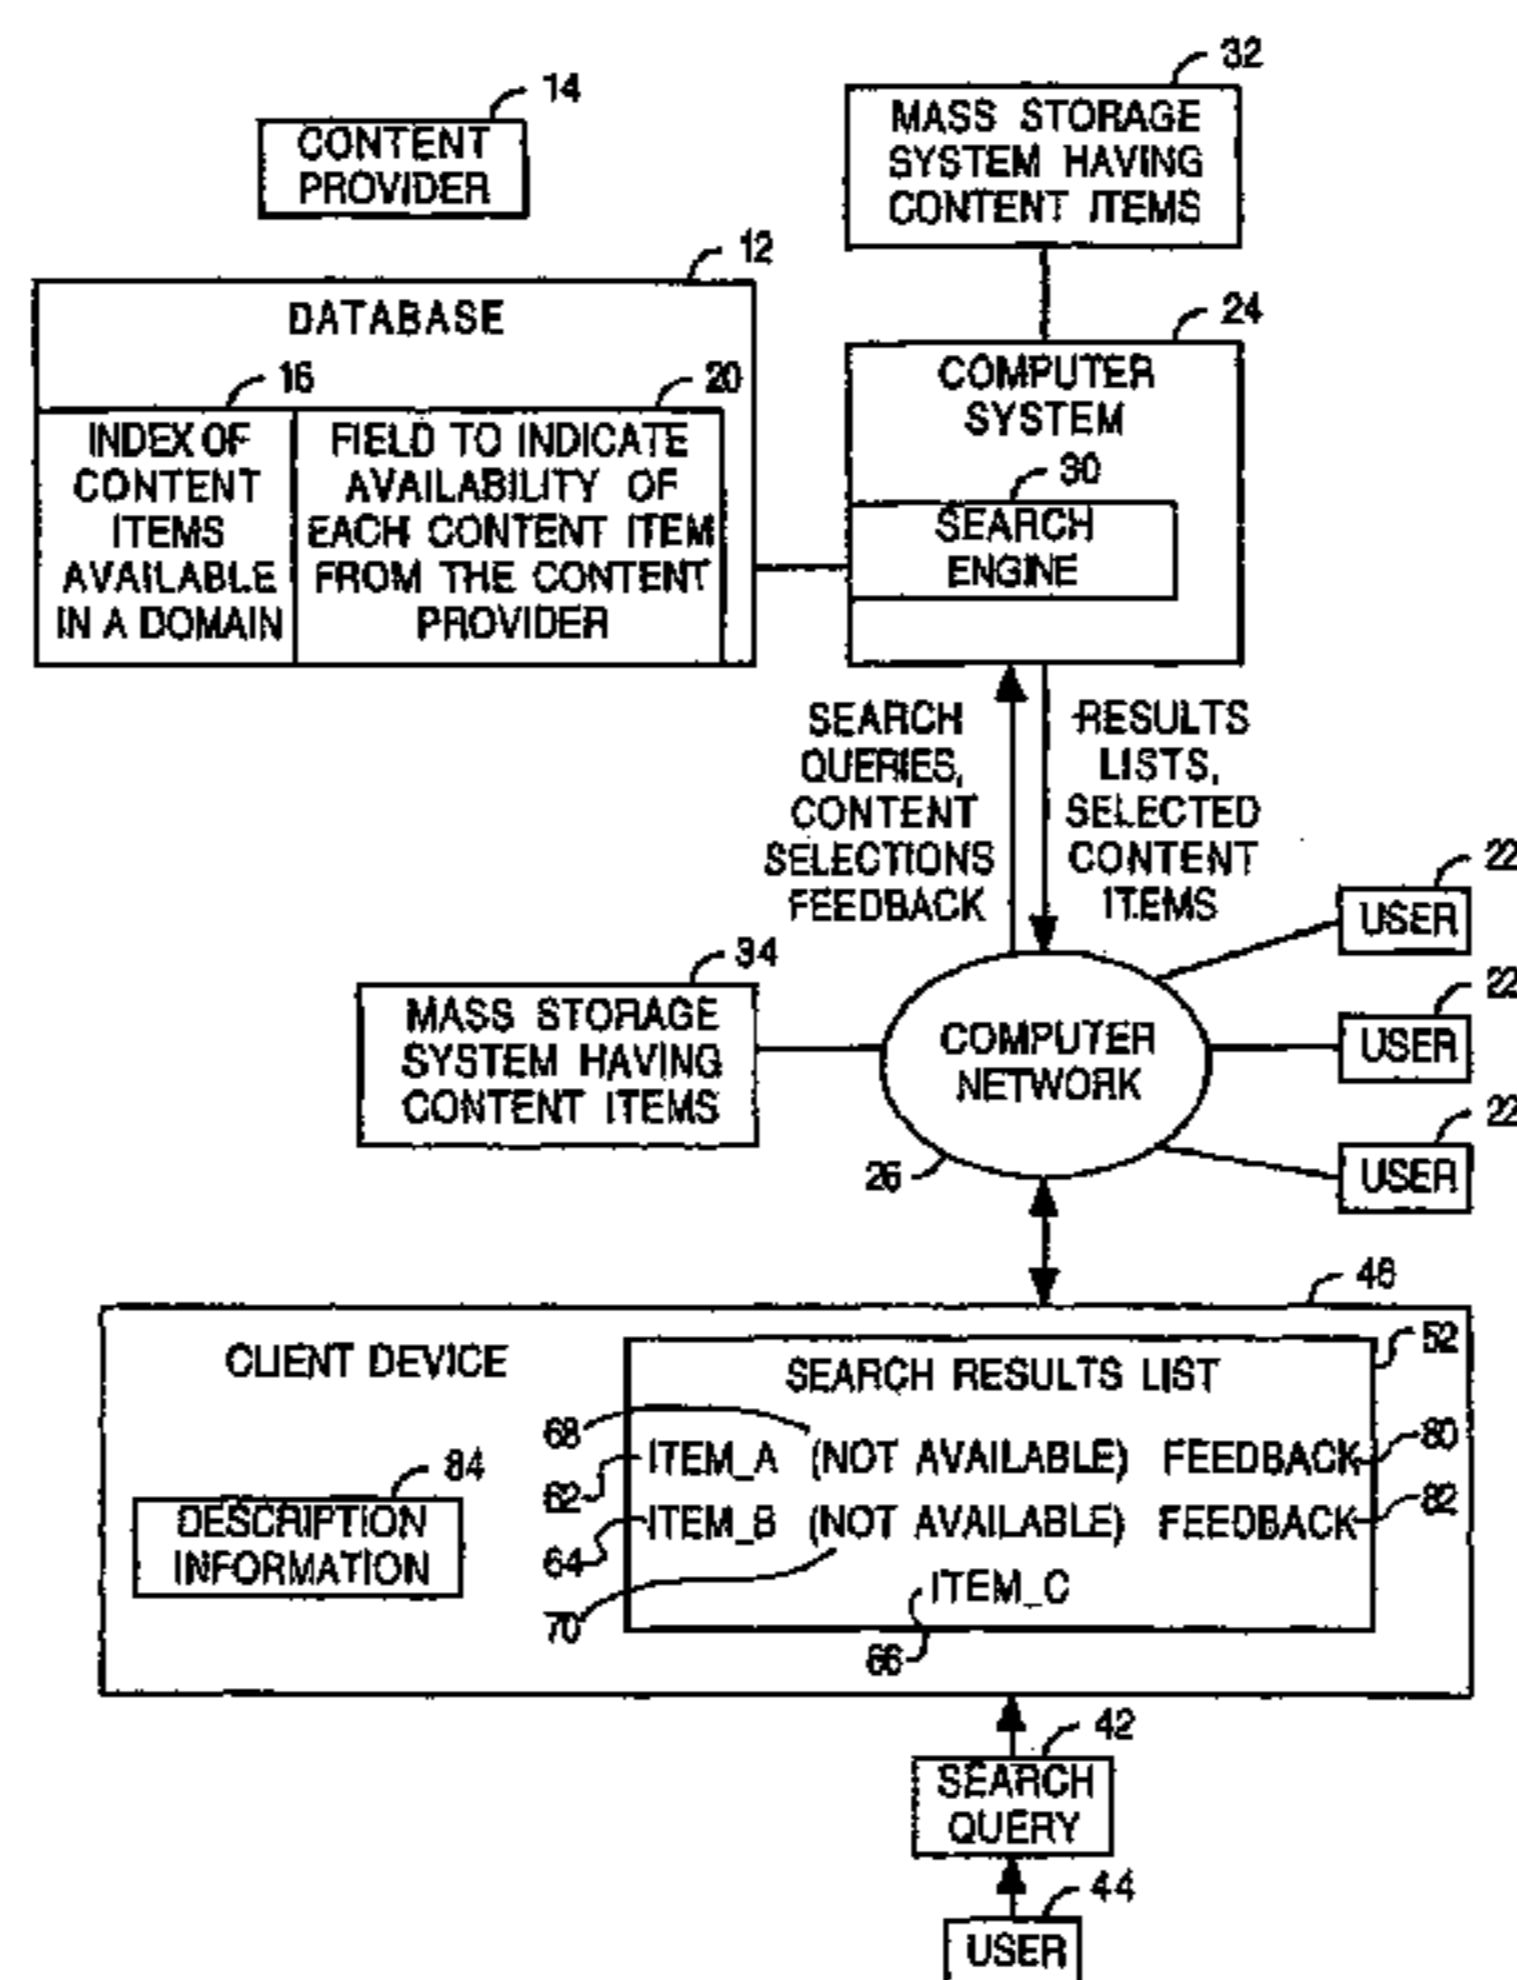 32
MASS STORAGE
SYSTEM HAVING
CONTENT ITEMS
14
CONTENT
PROVIDER
12
DATABASE
16
INDEX OF
CONTENT
ITEMS
AVAILABLE
IN A DOMAIN
20
FIELD TO INDICATE
AVAILABILITY OF
EACH CONTENT ITEM
FROM THE CONTENT
PROVIDER
24
COMPUTER
SYSTEM
30
SEARCH
ENGINE
SEARCH
QUERIES,
CONTENT
SELECTIONS
FEEDBACK
RESULTS
LISTS,
SELECTED
CONTENT
ITEMS
22
USER
22
USER
22
USER
34
MASS STORAGE
SYSTEM HAVING
CONTENT ITEMS
COMPUTER
NETWORK
26
46
CLIENT DEVICE
52
SEARCH RESULTS LIST
68
62 ITEM_A (NOT AVAILABLE) FEEDBACK 80
64 ITEM_B (NOT AVAILABLE) FEEDBACK 82
70
ITEM_C
66
84
DESCRIPTION
INFORMATION
42
SEARCH
QUERY
44
USER